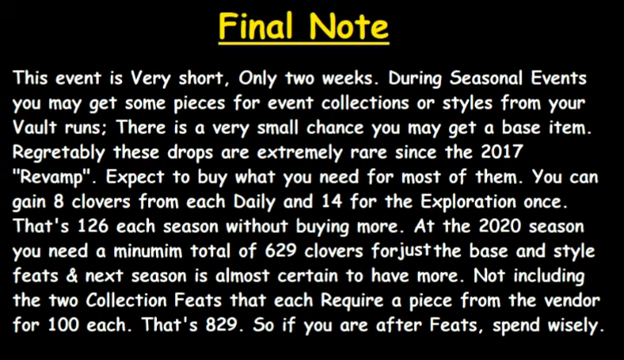 Final Note
This event is Very short, Only two weeks. During Seasonal Events
you may get some pieces for event collections or styles from your
Vault runs; There is a very small chance you may get a base item.
Regretably these drops are extremely rare since the 2017
"Revamp". Expect to buy what you need for most of them. You can
gain 8 clovers from each Daily and 14 for the Exploration once.
That's 126 each season without buying more. At the 2020 season
you need a minumim total of 629 clovers forjustthe base and style
feats & next season is almost certain to have more. Not including
the two Collection Feats that each Require a piece from the vendor
for 100 each. That's 829. So if you are after Feats, spend wisely.